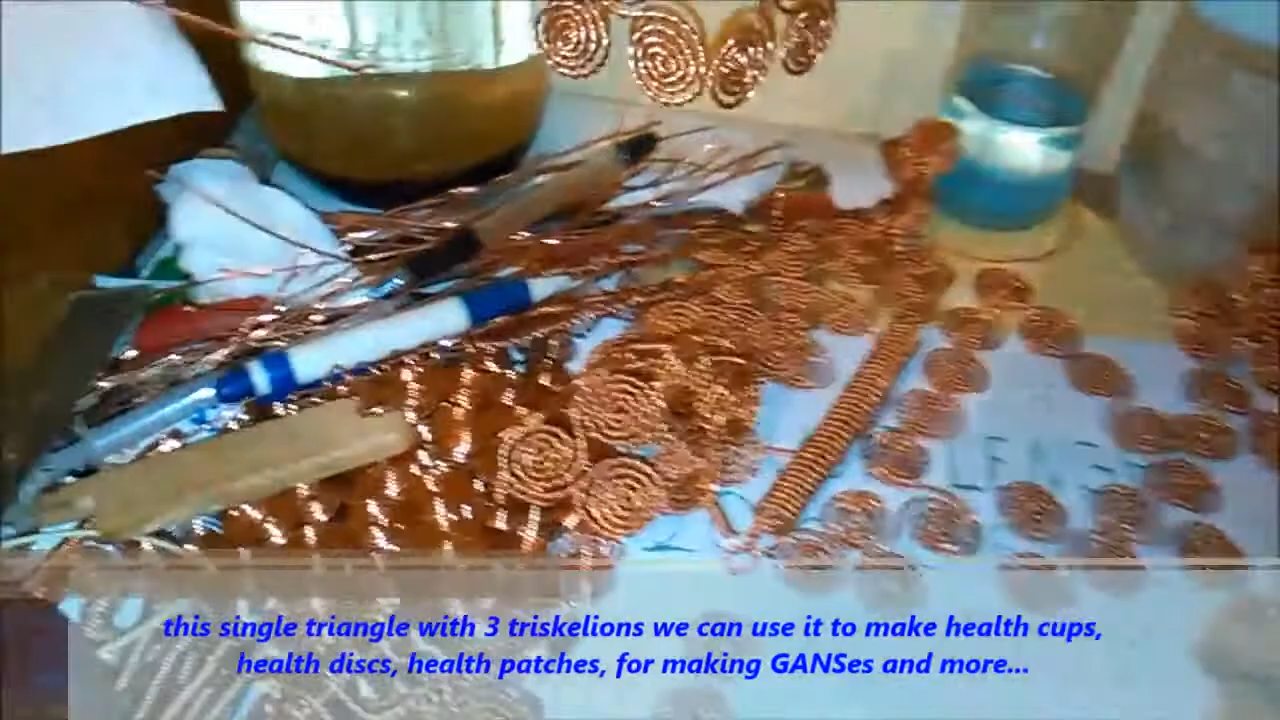 this single triangle with 3 triskelions we can use it to make health cups,
health discs, health patches, for making GANSes and more...